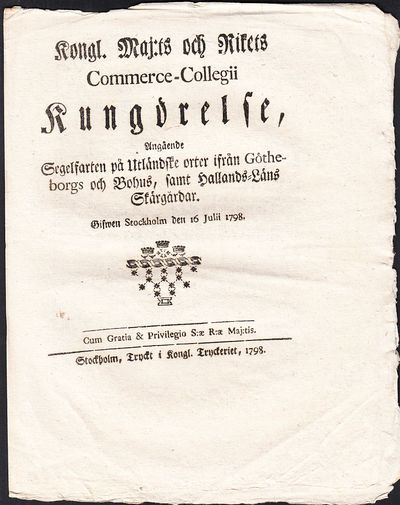 Kongl. Maj:ts och Rikets
Commerce-Collegii
Kungörelse,
Angående
Segelfarten på Utländske orter ifrån Göthe-
borgs och Bohus, samt Hallands-Läns
Skärgårdar.
Gifwen Stockholm den 16 Julii 1798.
Cum Gratia & Privilegio S:æ R:æ Maj:tis.
Stockholm, Tryckt i Kongl. Tryckeriet, 1798.